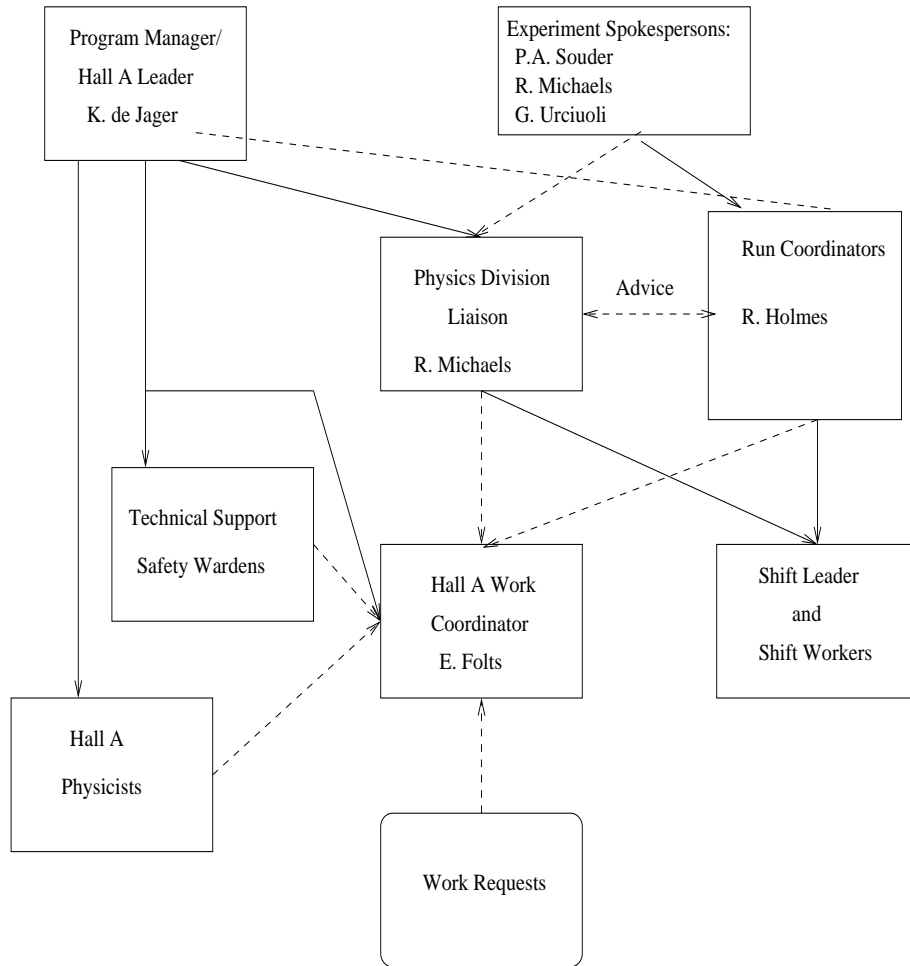 Program Manager/
Hall A Leader
K. de Jager
Experiment Spokespersons:
P.A. Souder
R. Michaels
G. Urciuoli
Physics Division
Liaison
R. Michaels
Advice
Run Coordinators
R. Holmes
Technical Support
Safety Wardens
Hall A Work
Coordinator
E. Folts
Shift Leader
and
Shift Workers
Hall A
Physicists
Work Requests